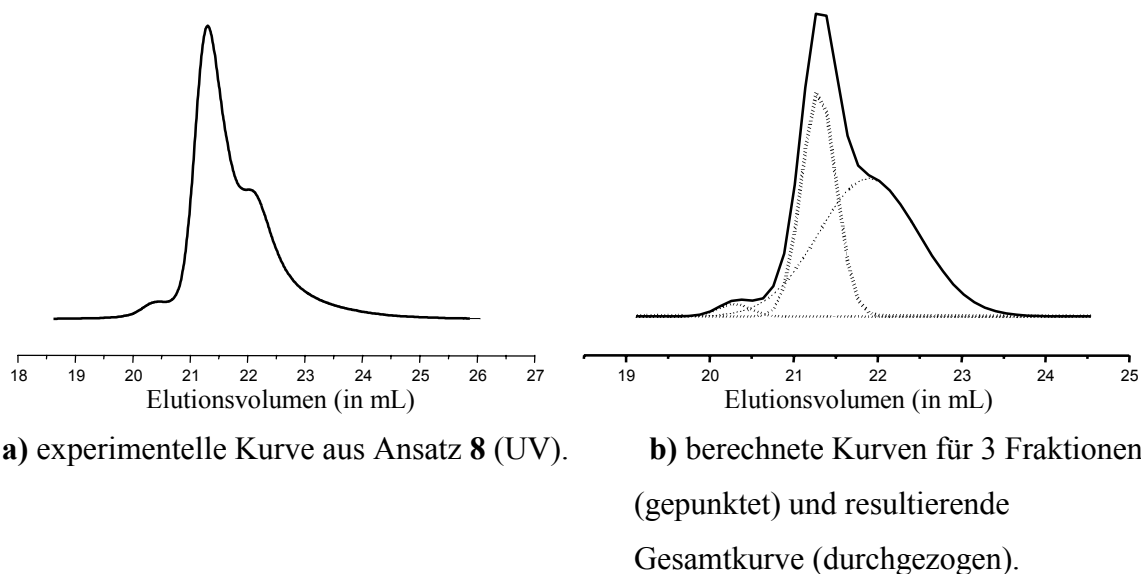 18 19 20 21 22 23 24 25 26 27
Elutionsvolumen (in mL)
19 20 21 22 23 24 25
Elutionsvolumen (in mL)
a) experimentelle Kurve aus Ansatz 8 (UV).
b) berechnete Kurven für 3 Fraktionen
(gepunktet) und resultierende
Gesamtkurve (durchgezogen).